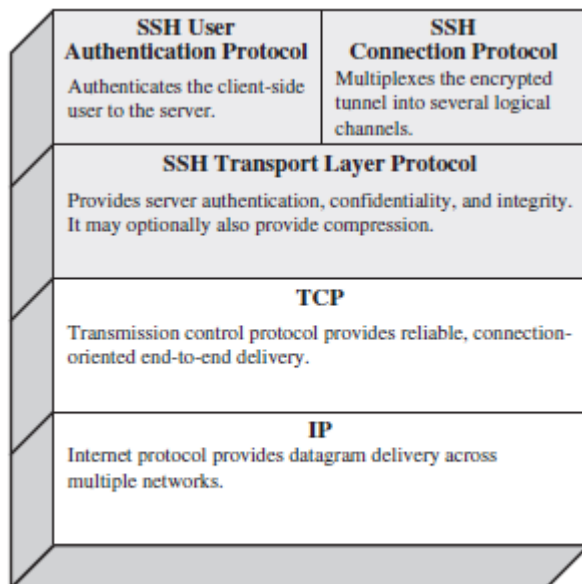 SSH User
Authentication Protocol
Authenticates the client-side
user to the server.
SSH
Connection Protocol
Multiplexes the encrypted
tunnel into several logical
channels.
SSH Transport Layer Protocol
Provides server authentication, confidentiality, and integrity.
It may optionally also provide compression.
TCP
Transmission control protocol provides reliable, connection-
oriented end-to-end delivery.
IP
Internet protocol provides datagram delivery across
multiple networks.